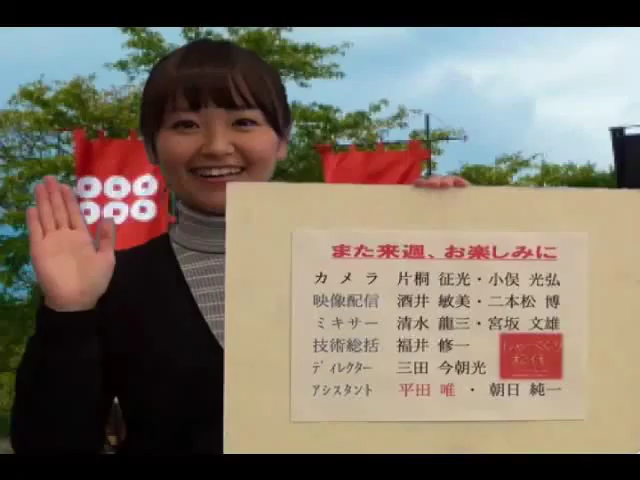 また来週、お楽しみに
カメラ 片桐 征光・小俣 光弘
映像配信 酒井 敏美・二本松 博
ミキサー 清水 龍三・宮坂 文雄
技術総括 福井 修一
ディレクター 三田 今朝光
アシスタント 平田 唯 ・ 朝日 純一